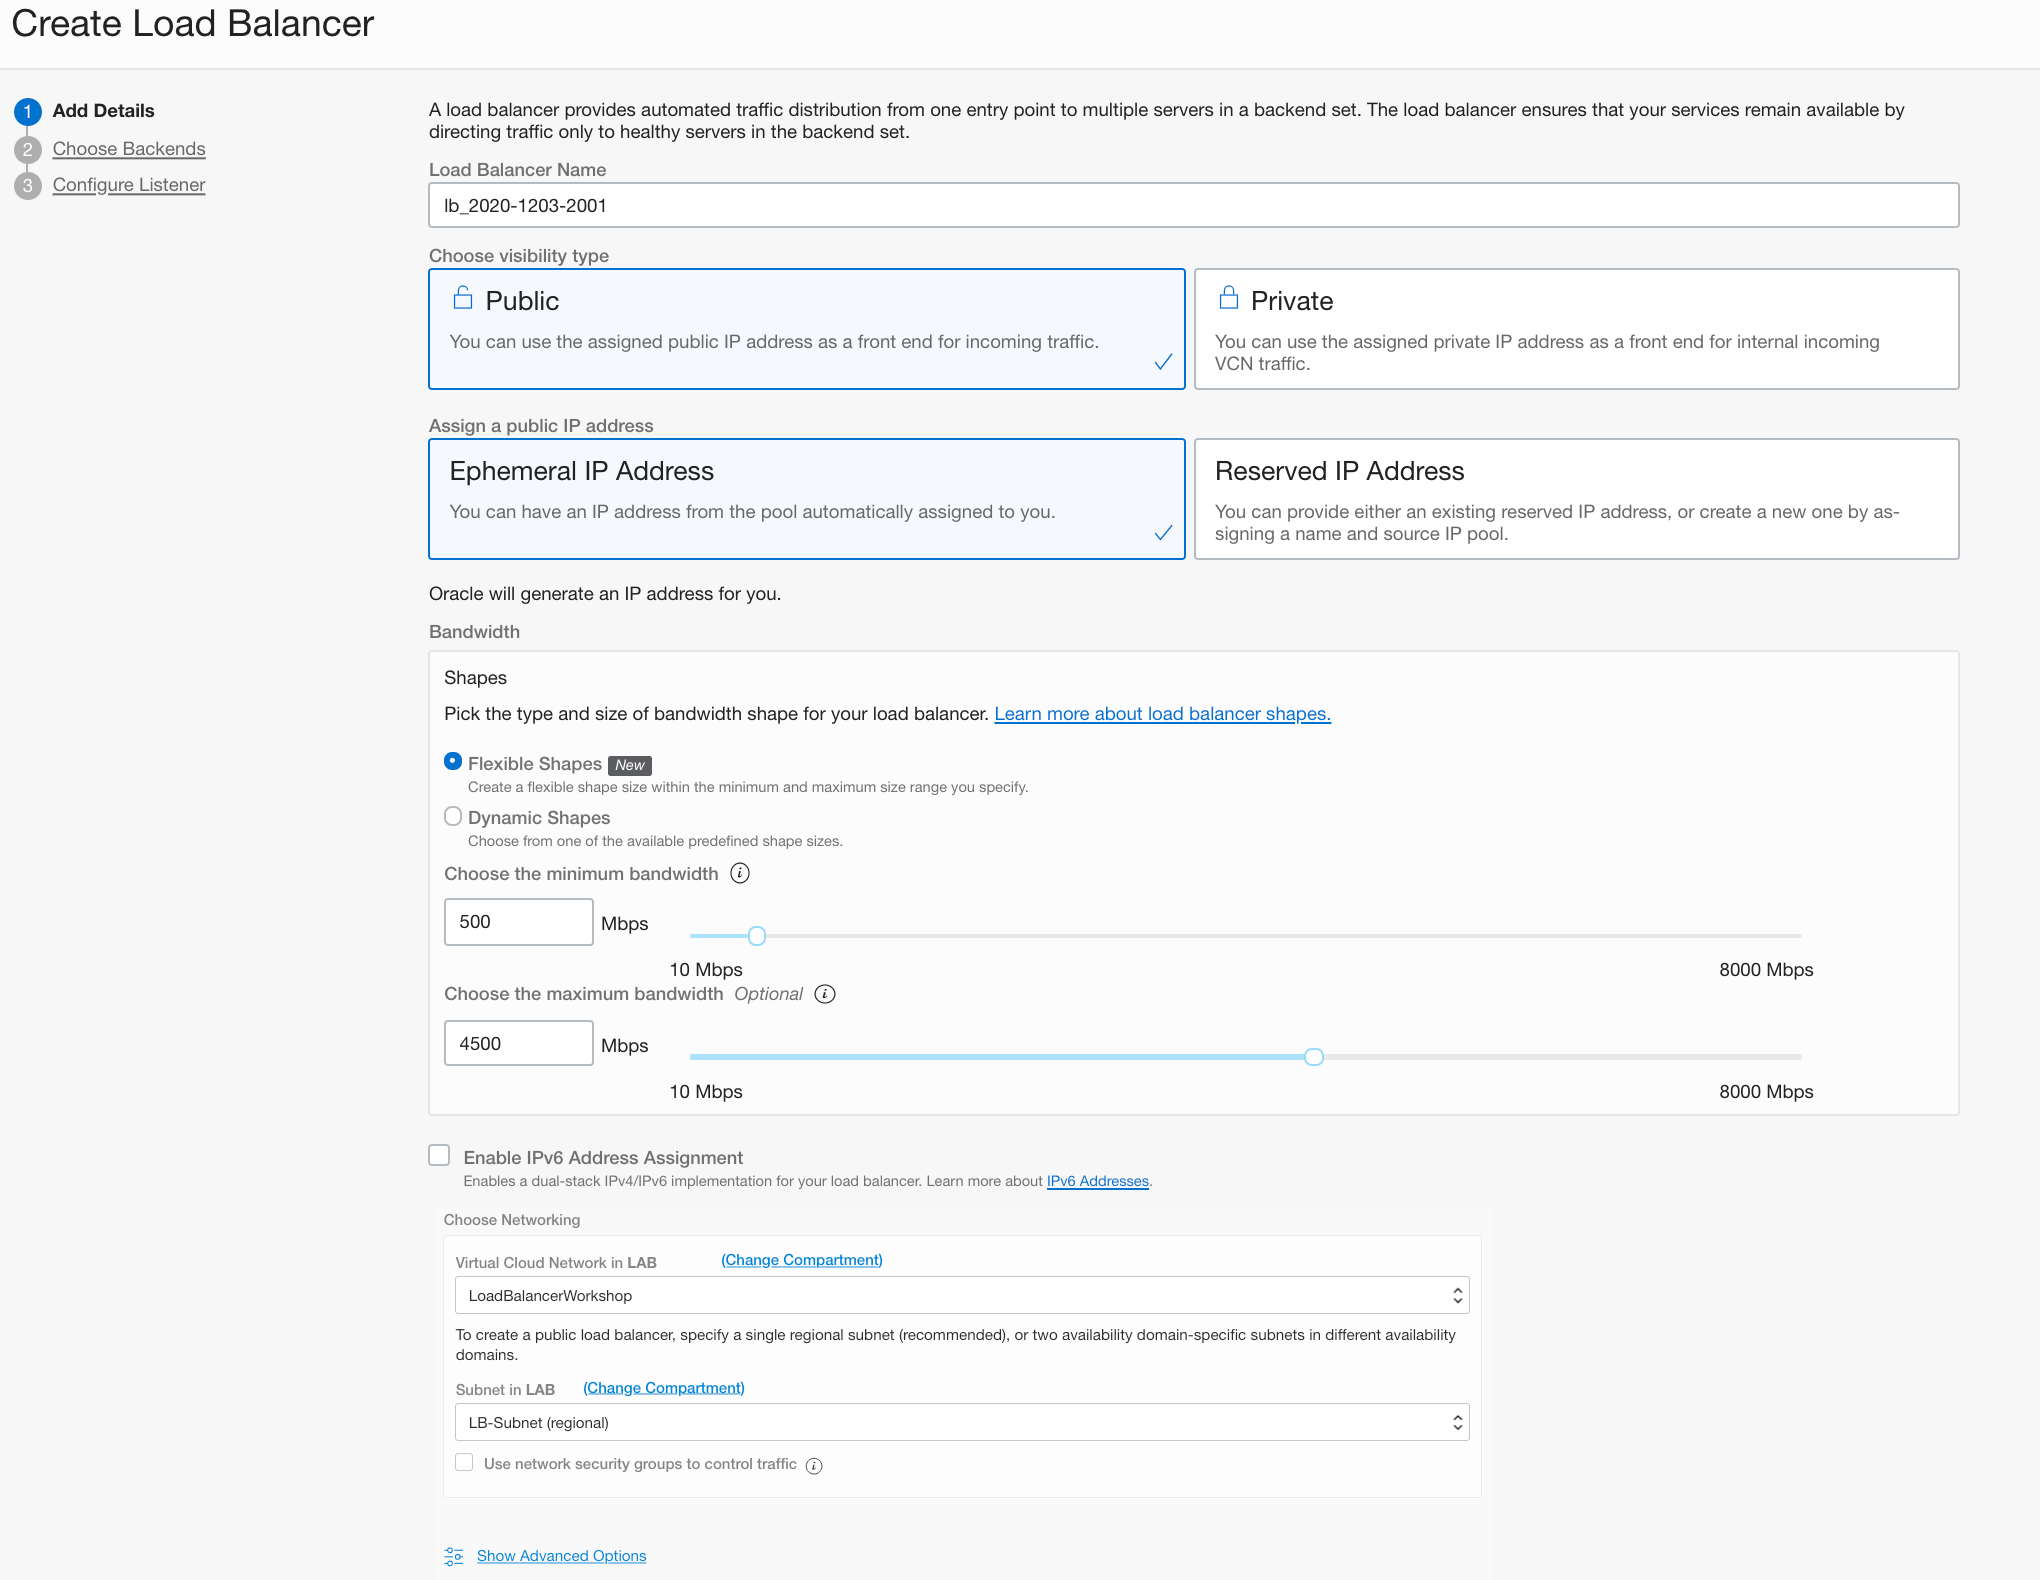 Create Load Balancer
1 Add Details
2 Choose Backends
3 Configure Listener
A load balancer provides automated traffic distribution from one entry point to multiple servers in a backend set. The load balancer ensures that your services remain available by
directing traffic only to healthy servers in the backend set.
Load Balancer Name
lb_2020-1203-2001
Choose visibility type
Public
You can use the assigned public IP address as a front end for incoming traffic.
Private
You can use the assigned private IP address as a front end for internal incoming
VCN traffic.
Assign a public IP address
Ephemeral IP Address
You can have an IP address from the pool automatically assigned to you.
Reserved IP Address
You can provide either an existing reserved IP address, or create a new one by as-
signing a name and source IP pool.
Oracle will generate an IP address for you.
Bandwidth
Shapes
Pick the type and size of bandwidth shape for your load balancer. Learn more about load balancer shapes.
Flexible Shapes New
Create a flexible shape size within the minimum and maximum size range you specify.
Dynamic Shapes
Choose from one of the available predefined shape sizes.
Choose the minimum bandwidth i
500 Mbps
10 Mbps 8000 Mbps
Choose the maximum bandwidth Optional i
4500 Mbps
10 Mbps 8000 Mbps
Enable IPv6 Address Assignment
Enables a dual-stack IPv4/IPv6 implementation for your load balancer. Learn more about IPv6 Addresses.
Choose Networking
Virtual Cloud Network in LAB (Change Compartment)
LoadBalancerWorkshop
To create a public load balancer, specify a single regional subnet (recommended), or two availability domain-specific subnets in different availability
domains.
Subnet in LAB (Change Compartment)
LB-Subnet (regional)
Use network security groups to control traffic i
Show Advanced Options